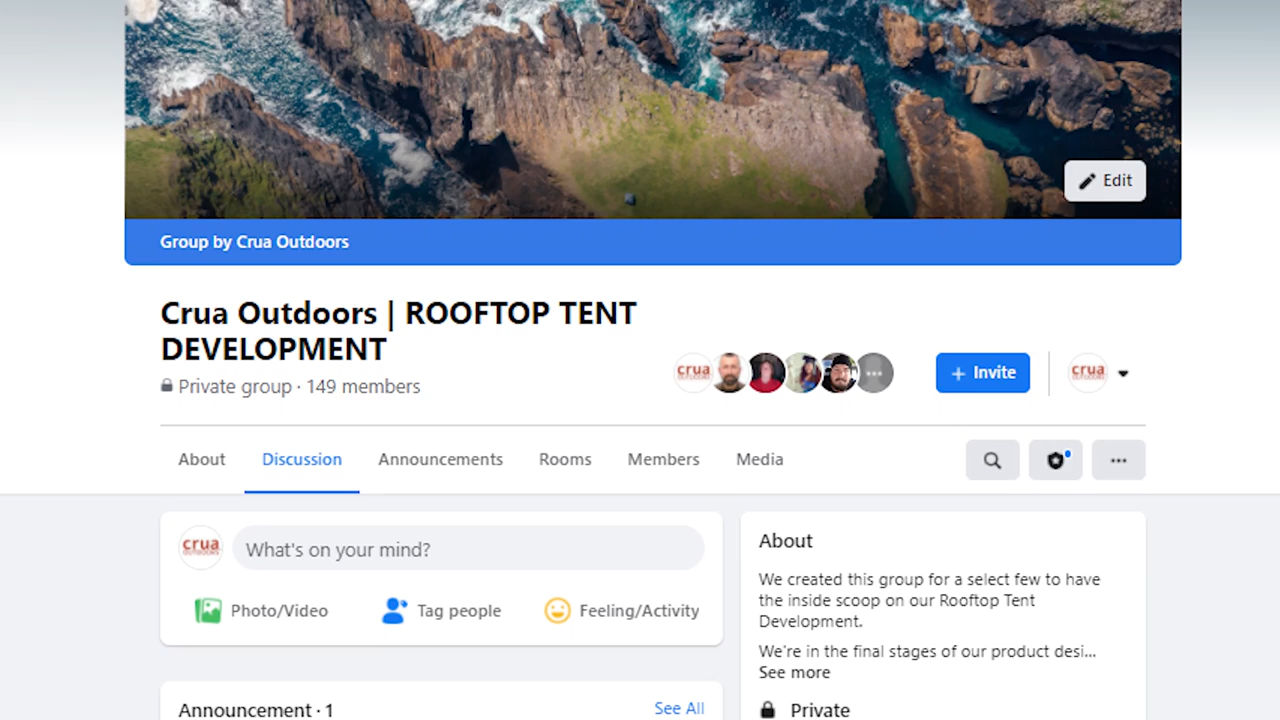 Edit
Group by Crua Outdoors
Crua Outdoors | ROOFTOP TENT
DEVELOPMENT
Private group · 149 members
crua
OUTDOORS
+ Invite
crua
OUTDOORS
About
Discussion
Announcements
Rooms
Members
Media
crua
OUTDOORS
What's on your mind?
Photo/Video
Tag people
Feeling/Activity
Announcement · 1
See All
About
We created this group for a select few to have
the inside scoop on our Rooftop Tent
Development.
We're in the final stages of our product desi...
See more
Private